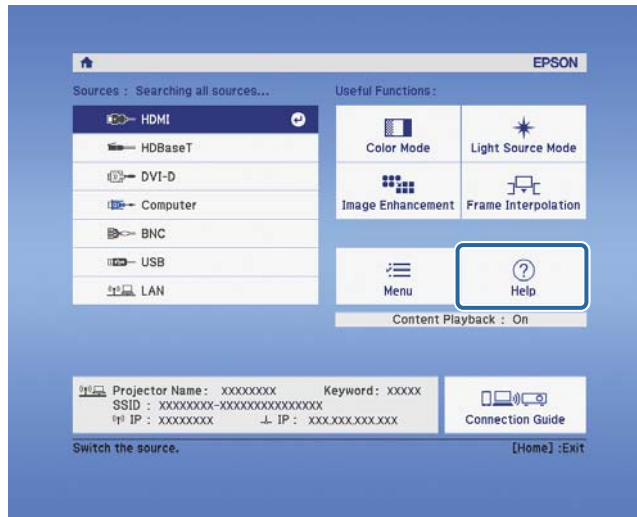 EPSON
Sources : Searching all sources...
Useful Functions :
HDMI
HDBaseT
DVI-D
Computer
BNC
USB
LAN
Color Mode
Light Source Mode
Image Enhancement
Frame Interpolation
Menu
Help
Content Playback : On
Projector Name : XXXXXXXX Keyword : XXXXX
SSID : XXXXXXXX-XXXXXXXXXXXXXXX
IP : XXXXXXXX IP : XXX.XXX.XXX.XXX
Connection Guide
Switch the source.
[Home] :Exit